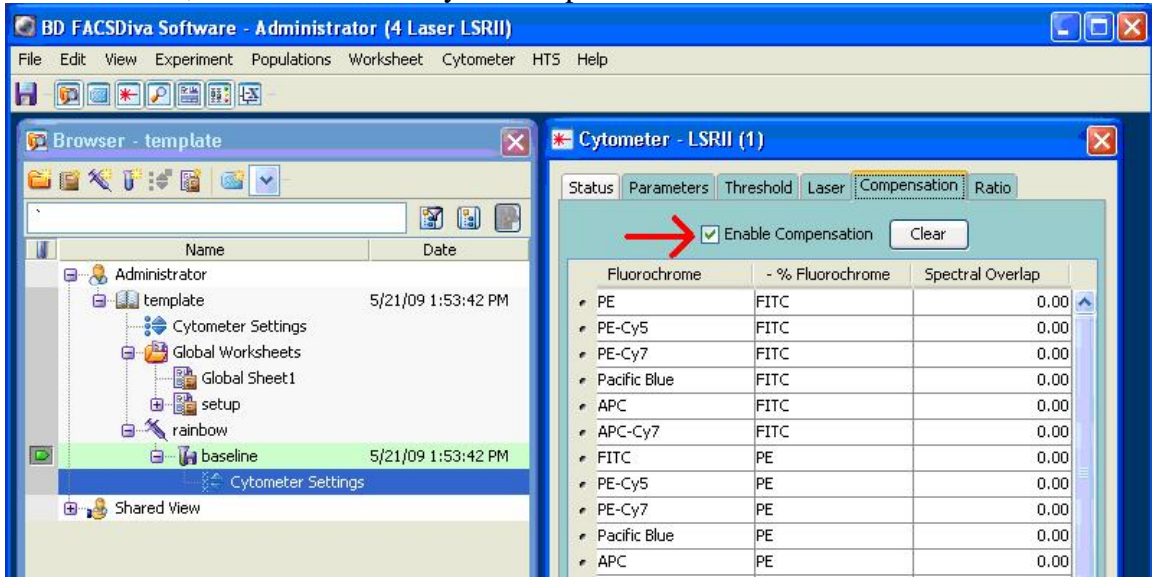 BD FACSDiva Software - Administrator (4 Laser LSRII)
File Edit View Experiment Populations Worksheet Cytometer HTS Help
Browser - template
`
Name Date
Administrator
template 5/21/09 1:53:42 PM
Cytometer Settings
Global Worksheets
Global Sheet1
setup
rainbow
baseline 5/21/09 1:53:42 PM
Cytometer Settings
Shared View
Cytometer - LSRII (1)
Status Parameters Threshold Laser Compensation Ratio
Enable Compensation Clear
Fluorochrome - % Fluorochrome Spectral Overlap
PE FITC 0.00
PE-Cy5 FITC 0.00
PE-Cy7 FITC 0.00
Pacific Blue FITC 0.00
APC FITC 0.00
APC-Cy7 FITC 0.00
FITC PE 0.00
PE-Cy5 PE 0.00
PE-Cy7 PE 0.00
Pacific Blue PE 0.00
APC PE 0.00